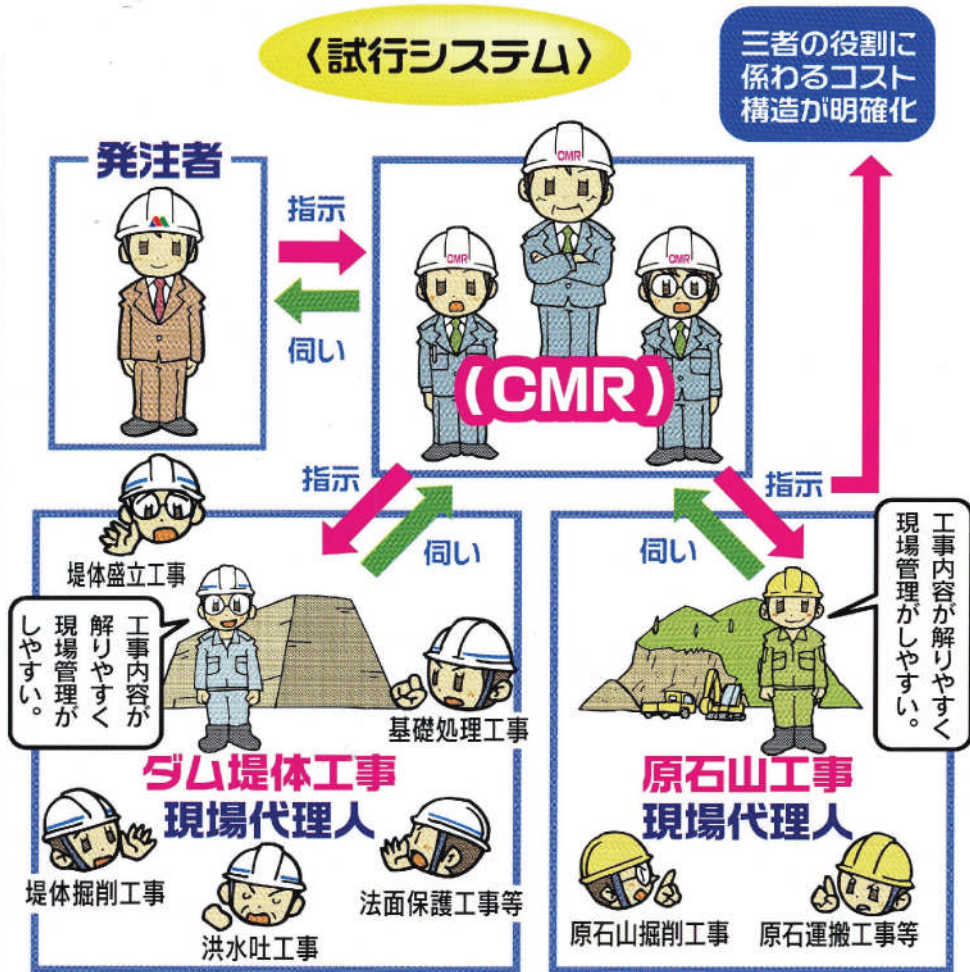 〈試行システム〉
三者の役割に
係わるコスト
構造が明確化
発注者
指示
伺い
CMR
CMR
CMR
(CMR)
指示
伺い
伺い
指示
堤体盛立工事
工事内容が
解りやすく
現場管理が
しやすい。
基礎処理工事
ダム堤体工事
現場代理人
堤体掘削工事
洪水吐工事
法面保護工事等
工事内容が解りやすく
現場管理がしやすい。
原石山工事
現場代理人
原石山掘削工事
原石運搬工事等